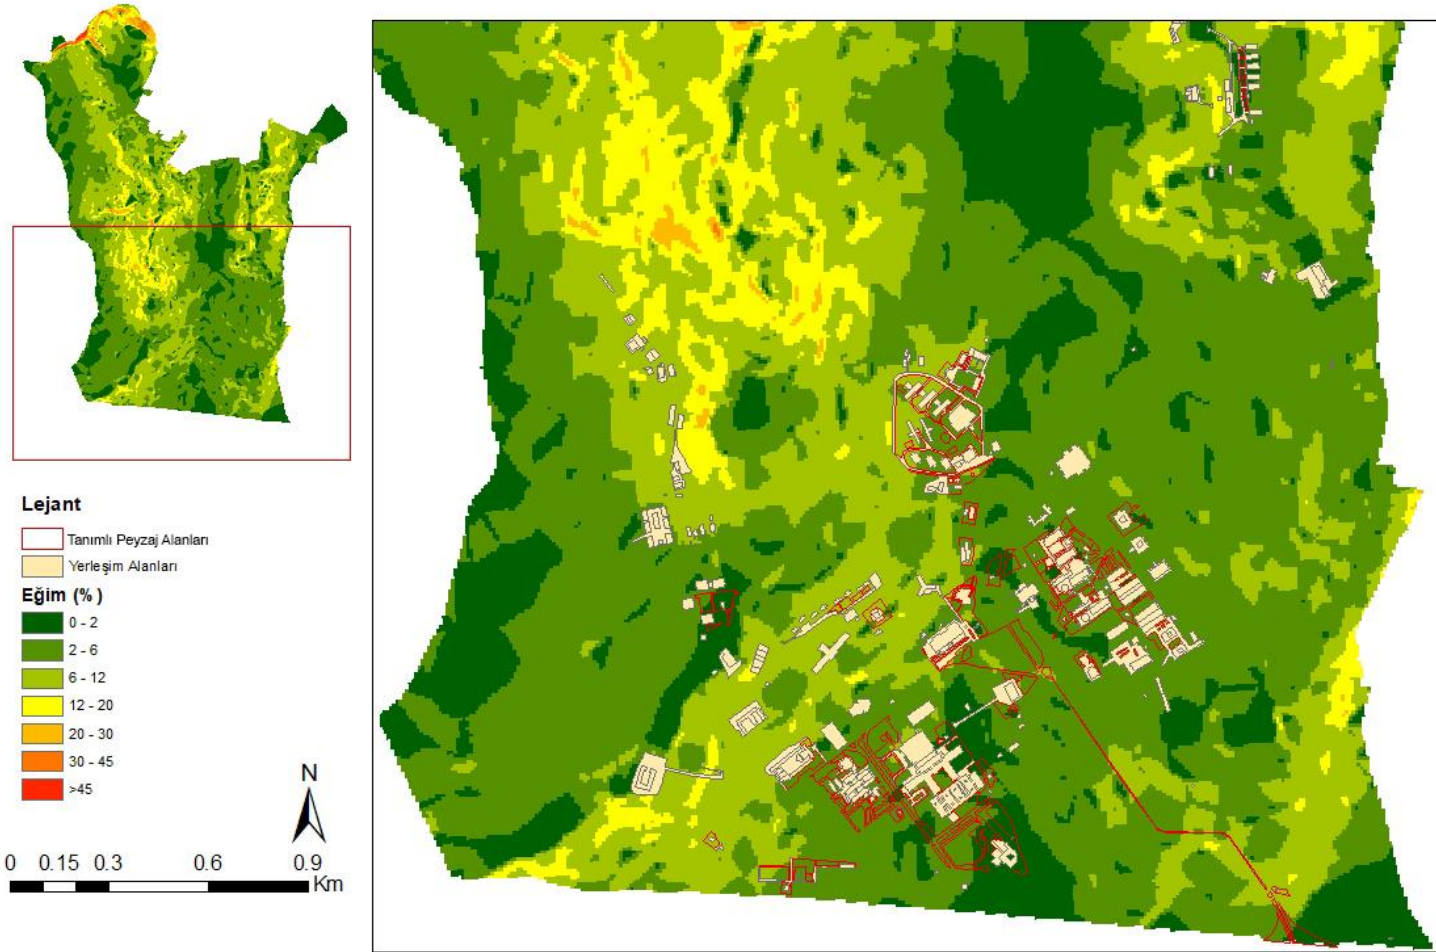 Lejant
Tanımlı Peyzaj Alanları
Yerleşim Alanları
Eğim (%)
0 - 2
2 - 6
6 - 12
12 - 20
20 - 30
30 - 45
>45
N
0 0.15 0.3 0.6 0.9
Km